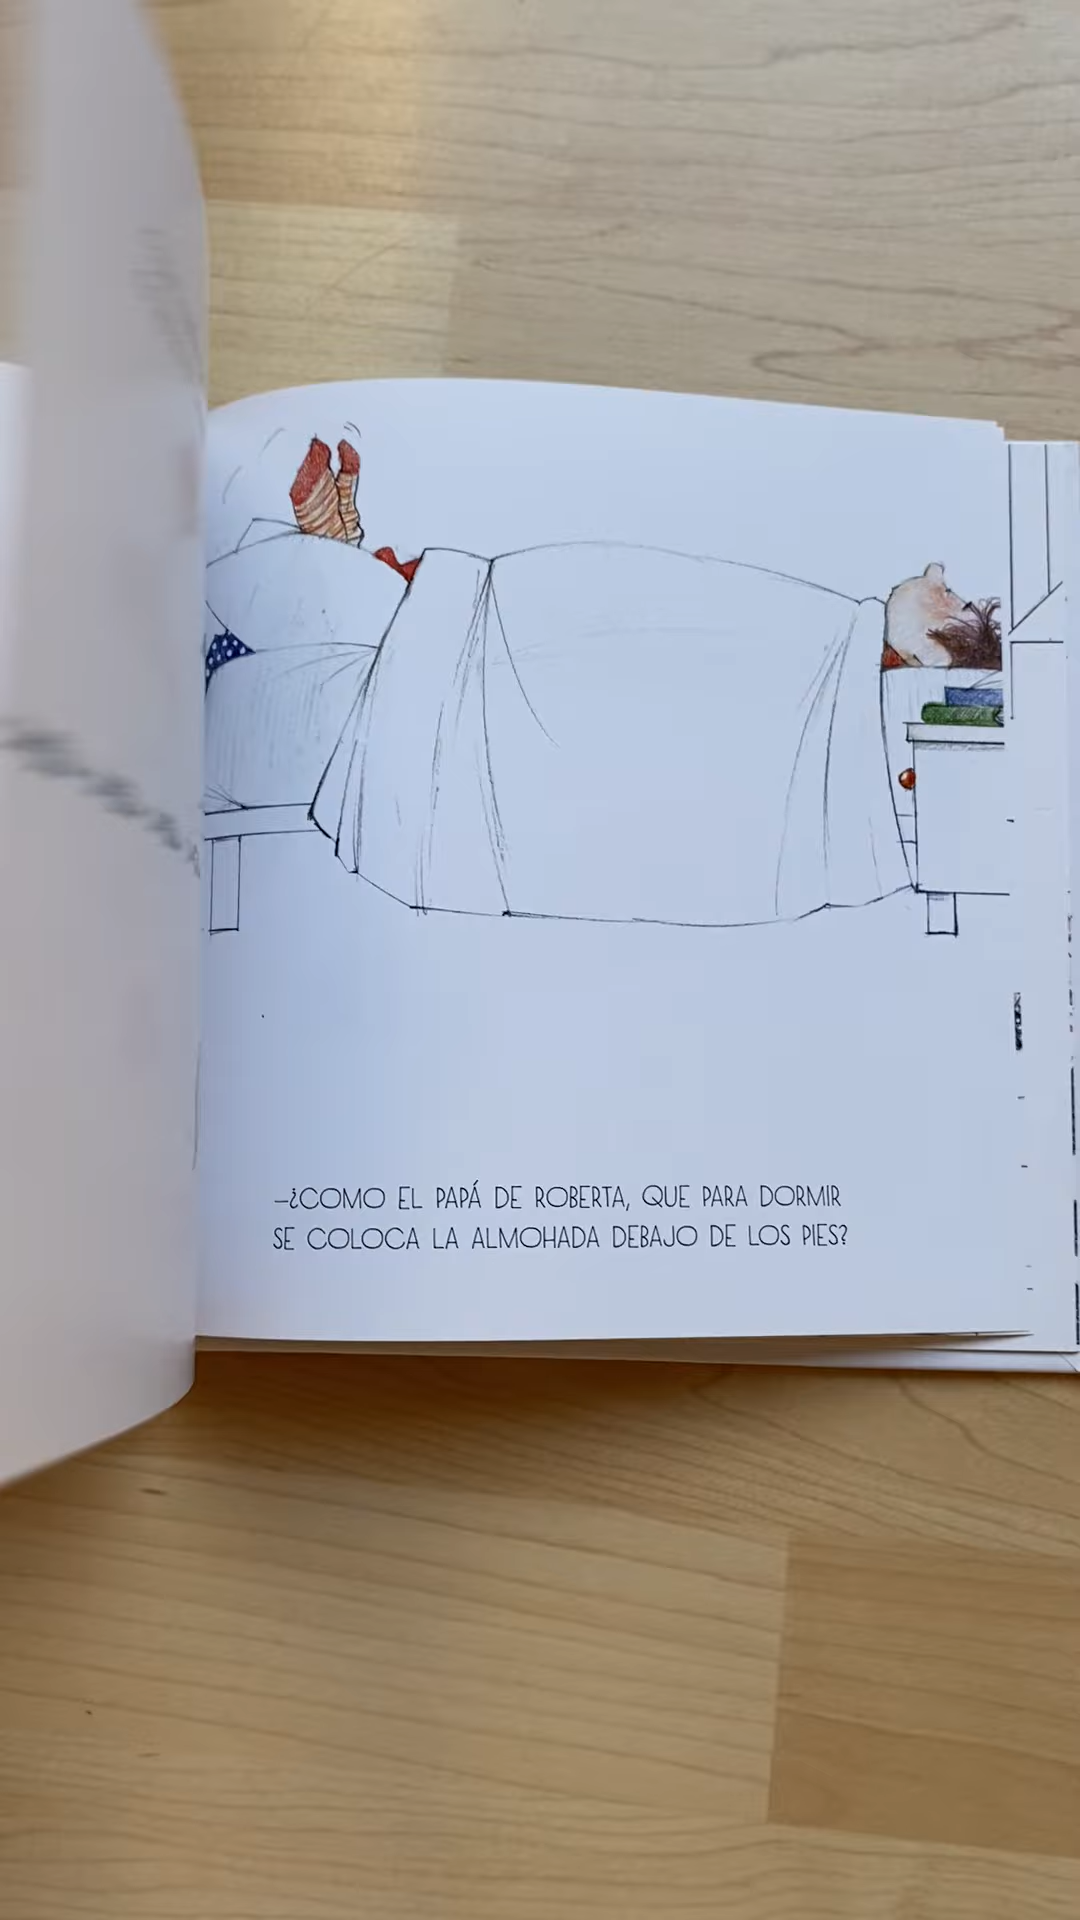 –¿COMO EL PAPÁ DE ROBERTA, QUE PARA DORMIR
SE COLOCA LA ALMOHADA DEBAJO DE LOS PIES?